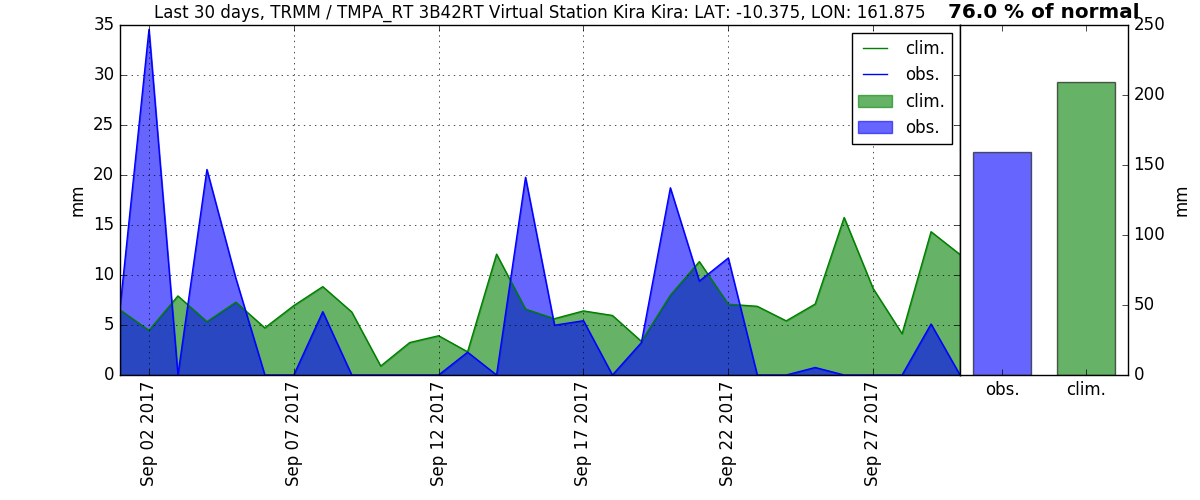 Last 30 days, TRMM / TMPA_RT 3B42RT Virtual Station Kira Kira: LAT: -10.375, LON: 161.875
76.0 % of normal
35
30
25
20
15
10
5
0
mm
clim.
obs.
clim.
obs.
Sep 02 2017
Sep 07 2017
Sep 12 2017
Sep 17 2017
Sep 22 2017
Sep 27 2017
250
200
150
100
50
0
mm
obs.
clim.